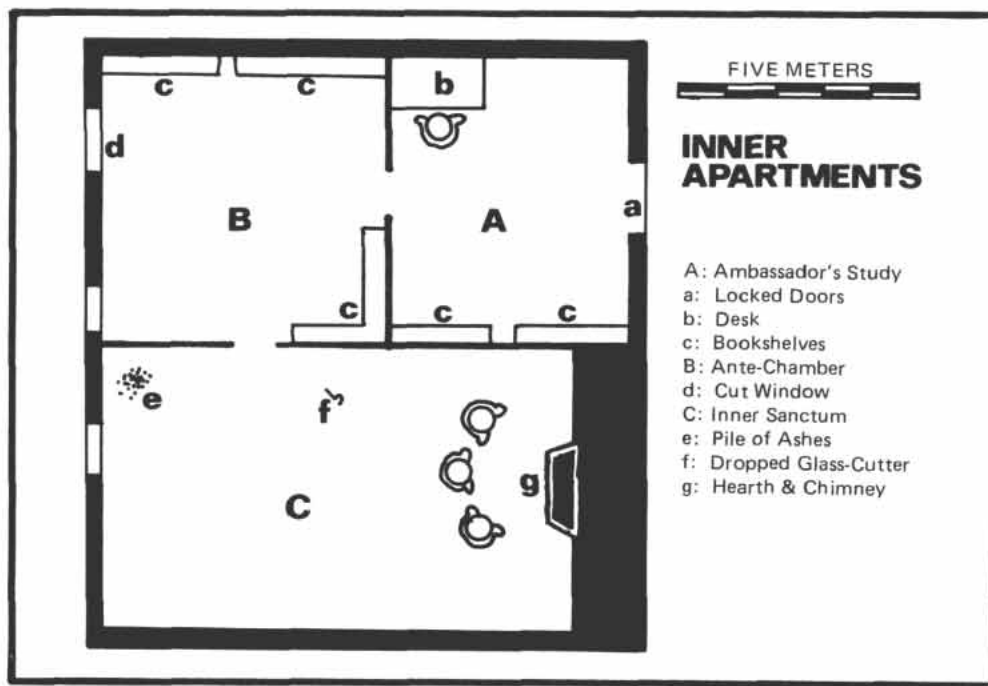 c
c
b
d
B
A
a
c
c
c
e
f
g
C
FIVE METERS
INNER
APARTMENTS
A: Ambassador's Study
a: Locked Doors
b: Desk
c: Bookshelves
B: Ante-Chamber
d: Cut Window
C: Inner Sanctum
e: Pile of Ashes
f: Dropped Glass-Cutter
g: Hearth & Chimney